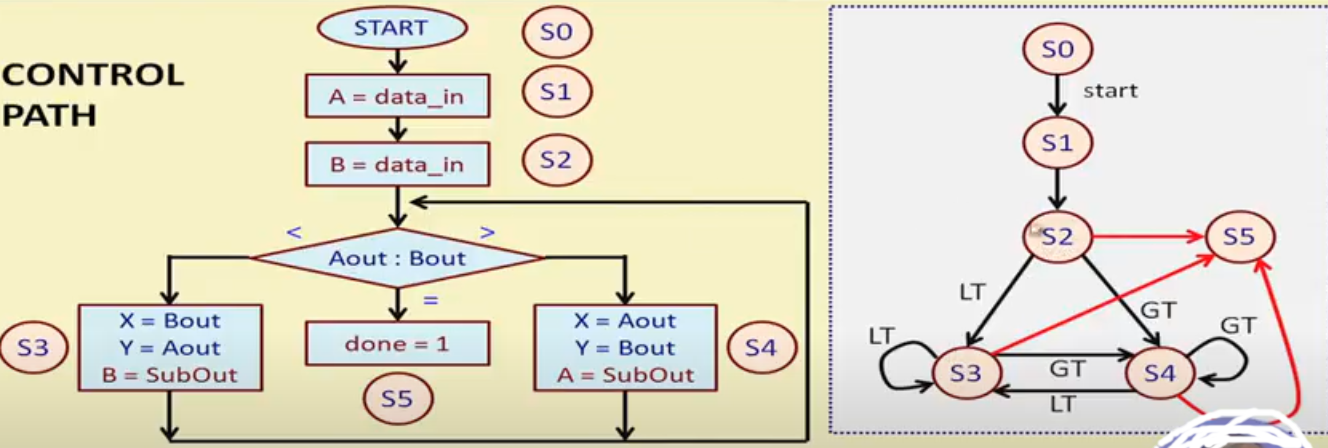 CONTROL
PATH
START
S0
A = data_in
S1
B = data_in
S2
<
>
Aout : Bout
=
S3
X = Bout
Y = Aout
B = SubOut
done = 1
S5
X = Aout
Y = Bout
A = SubOut
S4
S0
start
S1
S2
S5
LT
GT
LT
GT
S3
GT
S4
LT